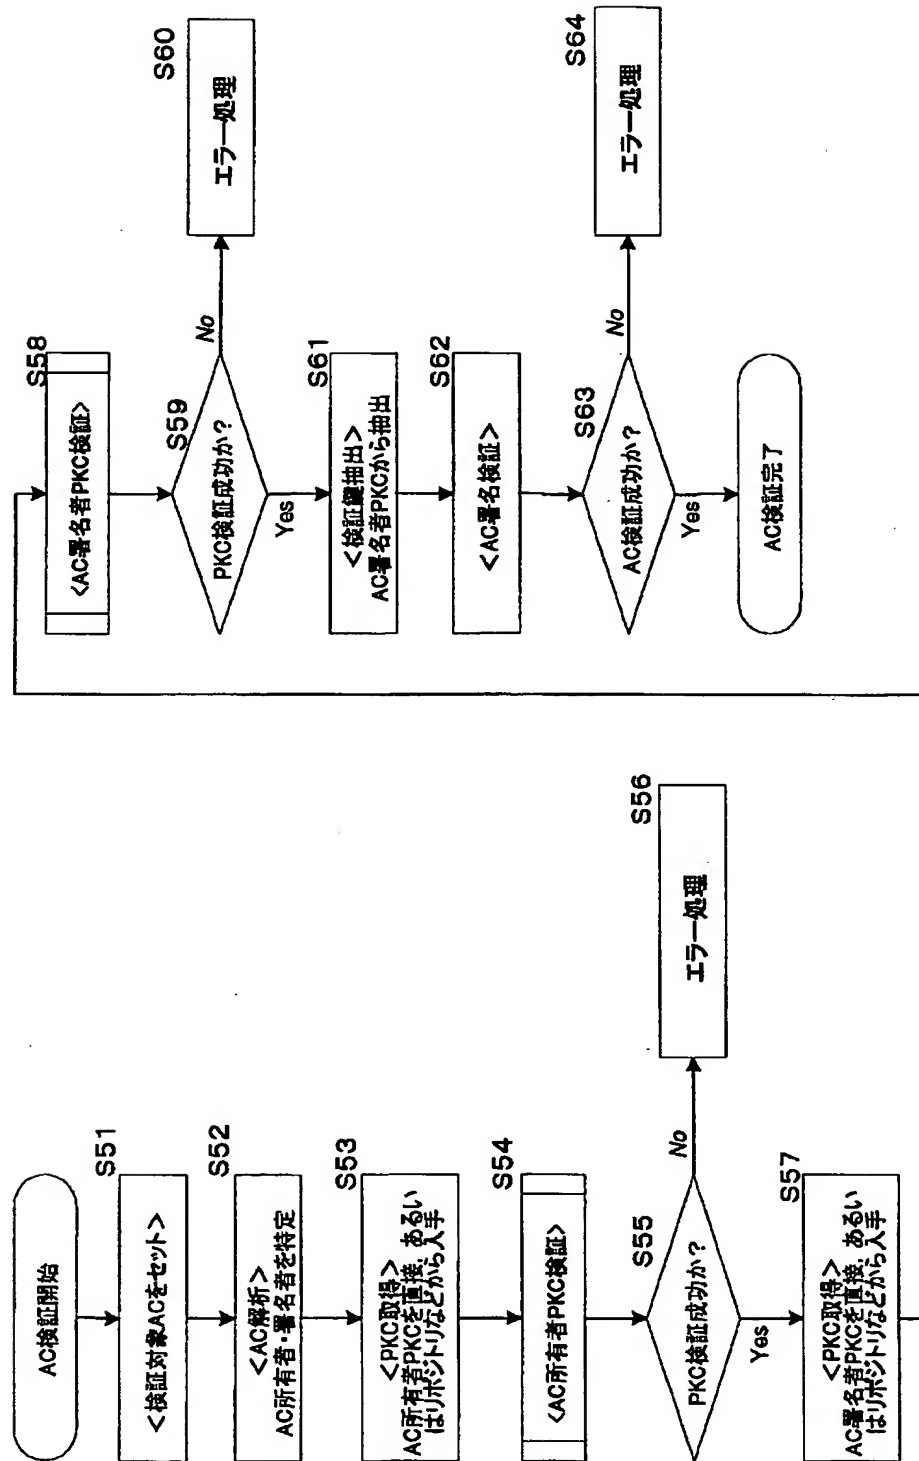 AC検証開始
S51
<検証対象ACをセット>
S52
<AC解析>
AC所有者・署名者を特定
S53
<PKC取得>
AC所有者PKCを直接，あるい
はリポジトリなどから入手
S54
<AC所有者PKC検証>
S55
PKC検証成功か？
No
S56
エラー処理
Yes
S57
<PKC取得>
AC署名者PKCを直接，あるい
はリポジトリなどから入手
S58
<AC署名者PKC検証>
S59
PKC検証成功か？
No
S60
エラー処理
Yes
S61
<検証鍵抽出>
AC署名者PKCから抽出
S62
<AC署名検証>
S63
AC検証成功か？
No
S64
エラー処理
Yes
AC検証完了